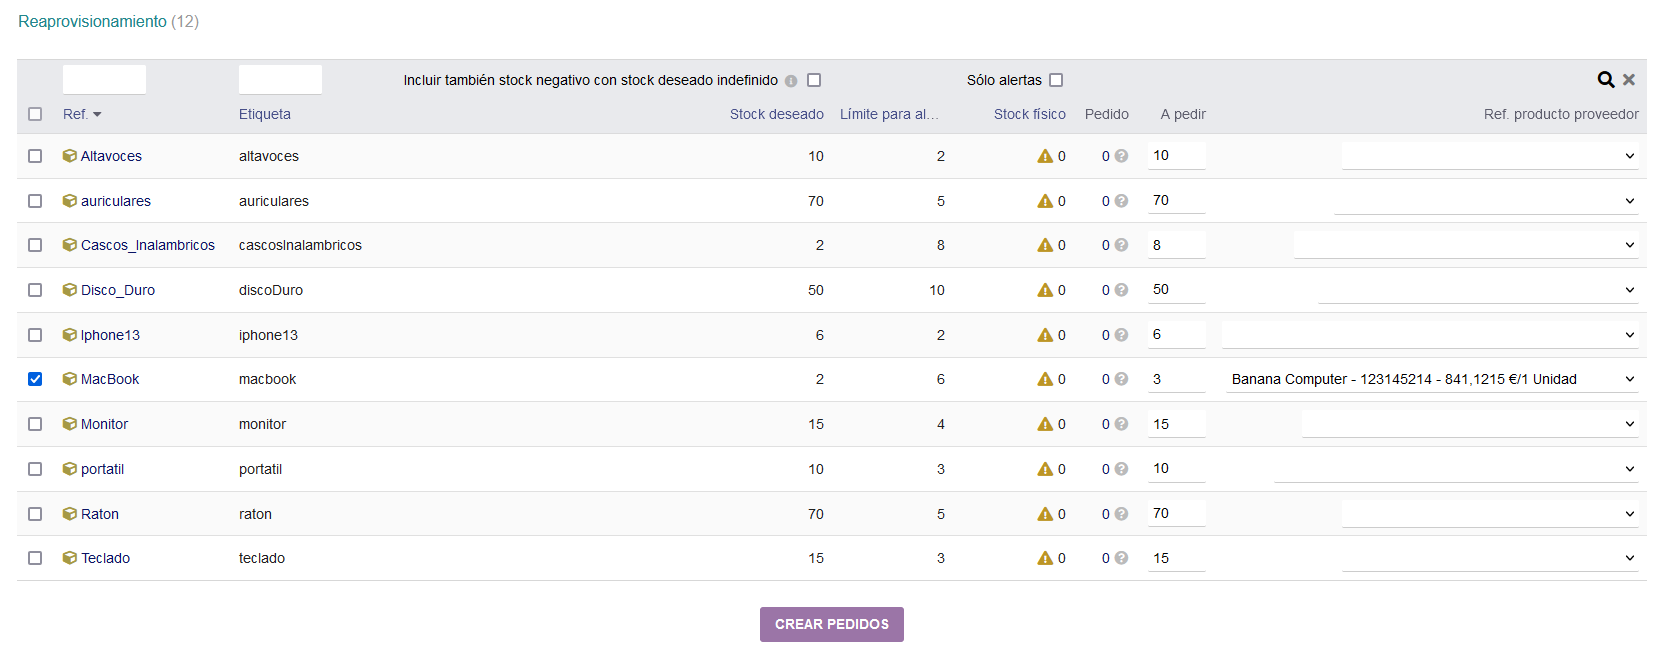 Reaprovisionamiento (12)
Incluir también stock negativo con stock deseado indefinido Sólo alertas
Ref. Etiqueta Stock deseado Límite para al... Stock físico Pedido A pedir Ref. producto proveedor
Altavoces altavoces 10 2 0 0 10
auriculares auriculares 70 5 0 0 70
Cascos_Inalambricos cascosInalambricos 2 8 0 0 8
Disco_Duro discoDuro 50 10 0 0 50
Iphone13 iphone13 6 2 0 0 6
MacBook macbook 2 6 0 0 3 Banana Computer - 123145214 - 841,1215 €/1 Unidad
Monitor monitor 15 4 0 0 15
portatil portatil 10 3 0 0 10
Raton raton 70 5 0 0 70
Teclado teclado 15 3 0 0 15
CREAR PEDIDOS